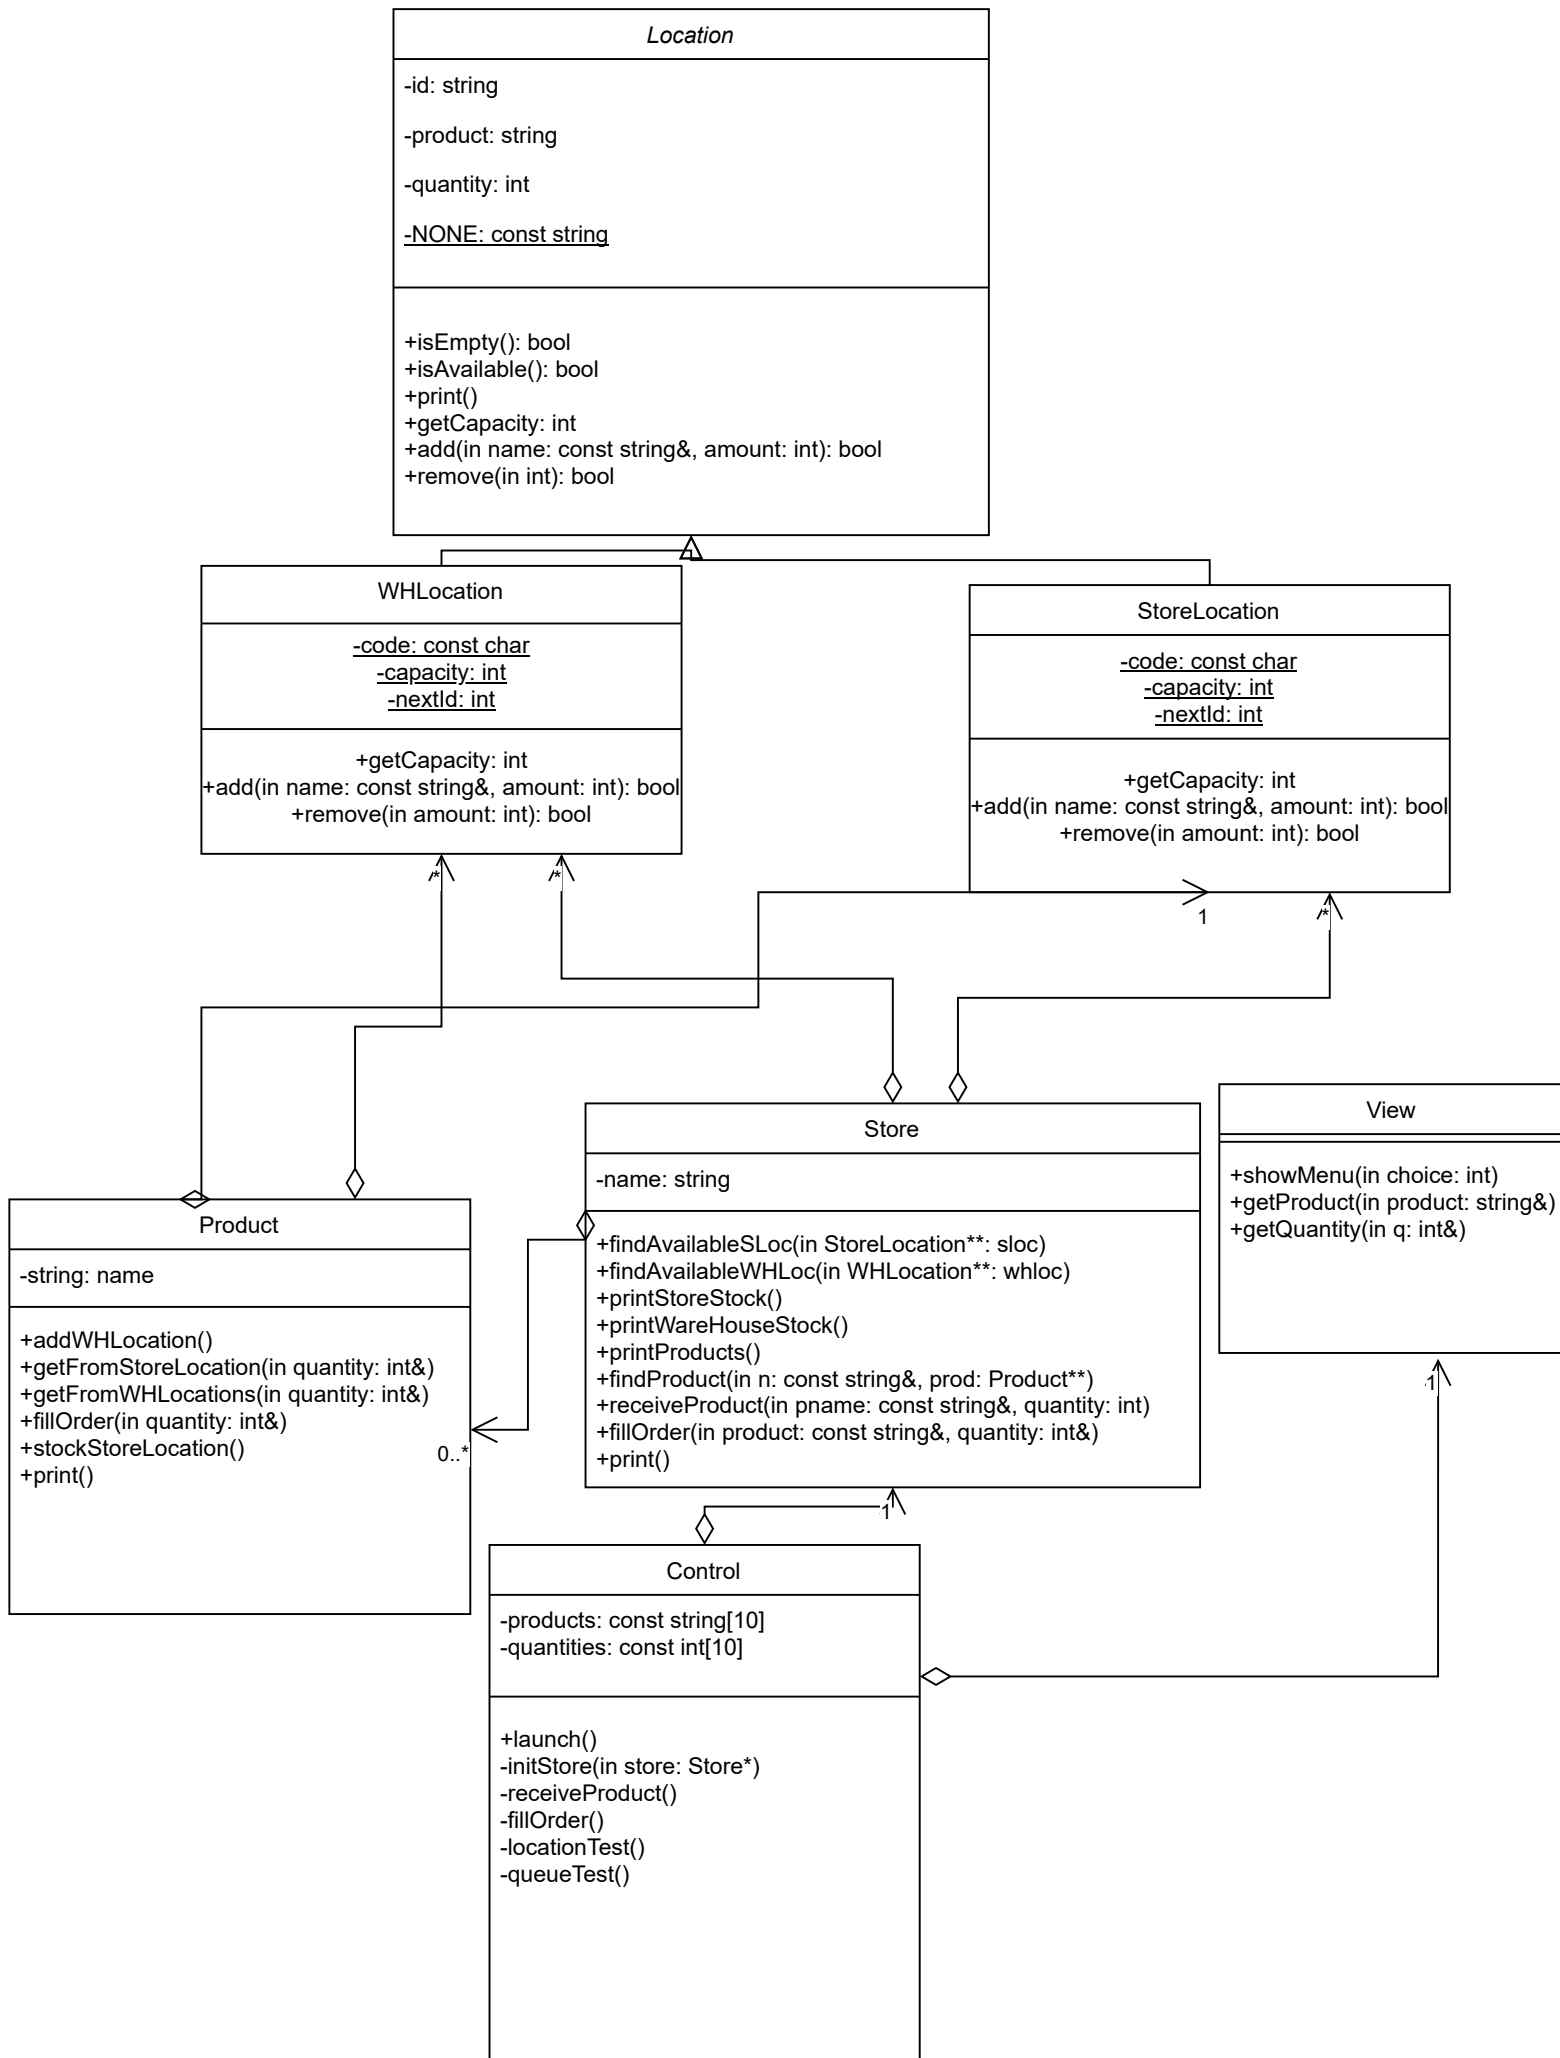 Location
-id: string
-product: string
-quantity: int
-NONE: const string
+isEmpty(): bool
+isAvailable(): bool
+print()
+getCapacity: int
+add(in name: const string&, amount: int): bool
+remove(in int): bool
WHLocation
-code: const char
-capacity: int
-nextId: int
+getCapacity: int
+add(in name: const string&, amount: int): bool
+remove(in amount: int): bool
StoreLocation
-code: const char
-capacity: int
-nextId: int
+getCapacity: int
+add(in name: const string&, amount: int): bool
+remove(in amount: int): bool
*
*
1
*
Product
-string: name
+addWHLocation()
+getFromStoreLocation(in quantity: int&)
+getFromWHLocations(in quantity: int&)
+fillOrder(in quantity: int&)
+stockStoreLocation()
+print()
0..*
Store
-name: string
+findAvailableSLoc(in StoreLocation**: sloc)
+findAvailableWHLoc(in WHLocation**: whloc)
+printStoreStock()
+printWareHouseStock()
+printProducts()
+findProduct(in n: const string&, prod: Product**)
+receiveProduct(in pname: const string&, quantity: int)
+fillOrder(in product: const string&, quantity: int&)
+print()
View
+showMenu(in choice: int)
+getProduct(in product: string&)
+getQuantity(in q: int&)
1
1
Control
-products: const string[10]
-quantities: const int[10]
+launch()
-initStore(in store: Store*)
-receiveProduct()
-fillOrder()
-locationTest()
-queueTest()